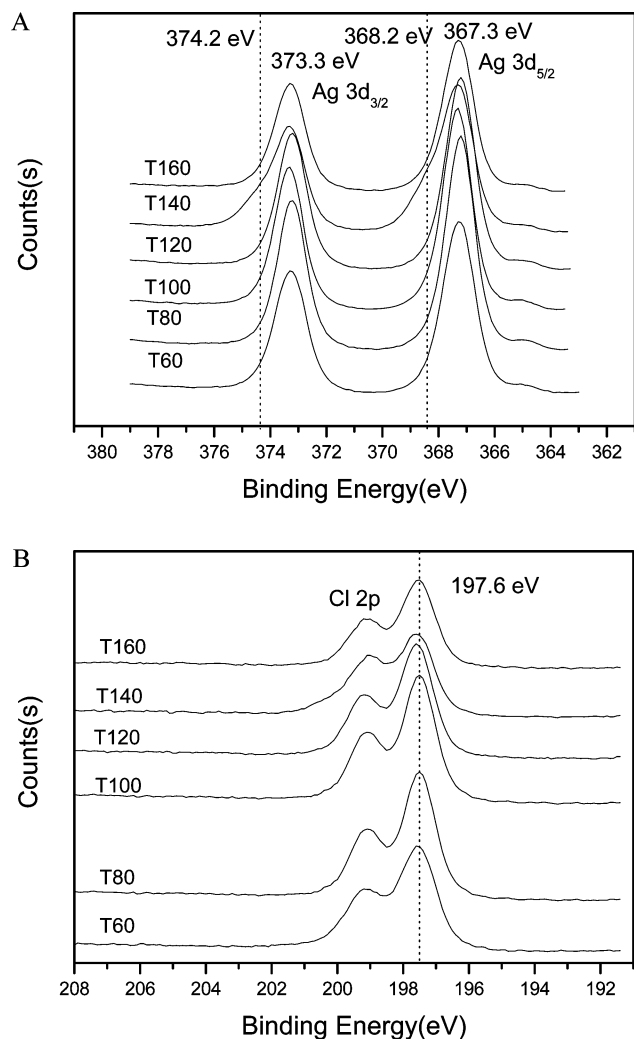 A
374.2 eV 368.2 eV 367.3 eV
373.3 eV Ag 3d5/2
Ag 3d3/2
T160
T140
T120
T100
T80
T60
Counts(s)
380 378 376 374 372 370 368 366 364 362
Binding Energy(eV)
B
Cl 2p 197.6 eV
T160
T140
T120
T100
T80
T60
Counts(s)
208 206 204 202 200 198 196 194 192
Binding Energy(eV)